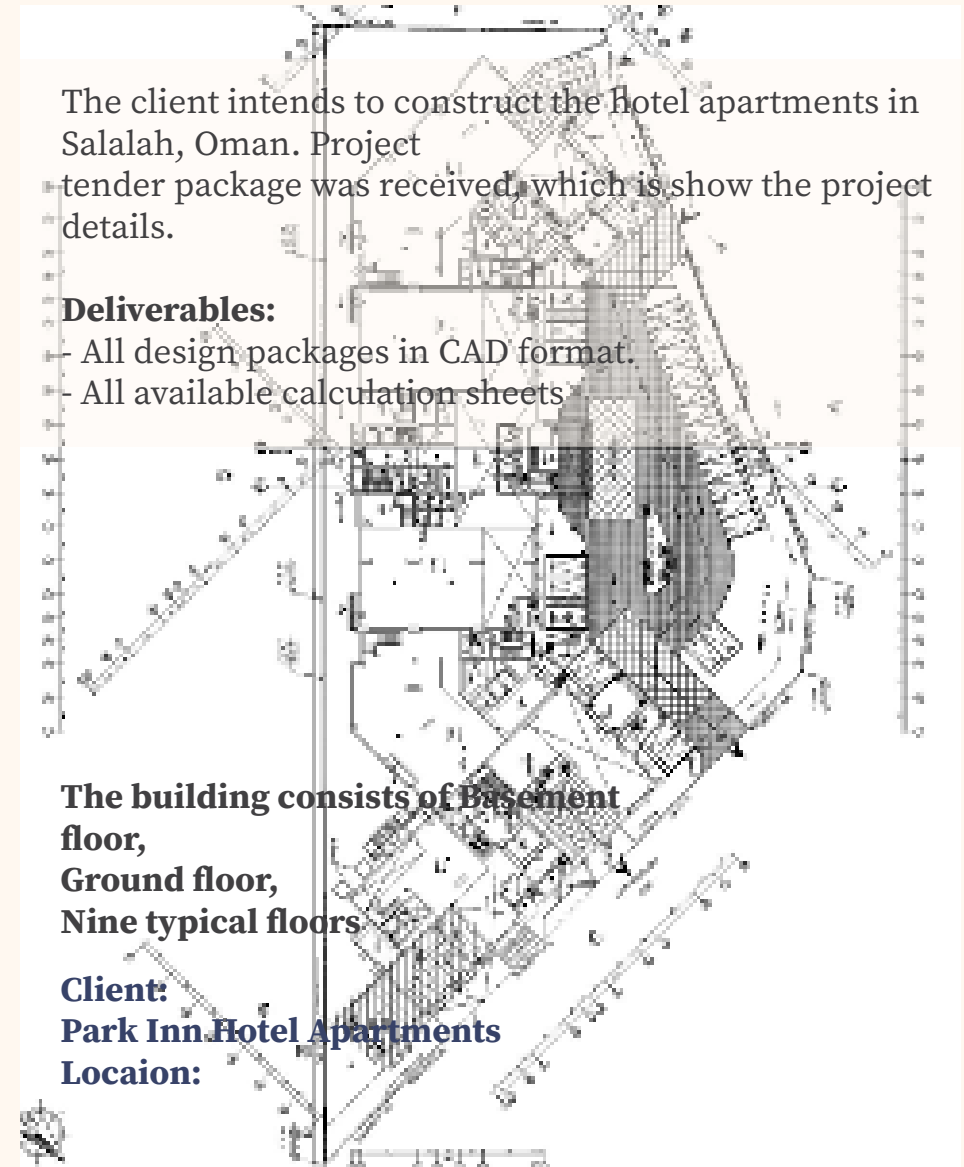 The client intends to construct the hotel apartments in
Salalah, Oman. Project
tender package was received, which is show the project
details.
Deliverables:
- All design packages in CAD format.
- All available calculation sheets
The building consists of Basement
floor,
Ground floor,
Nine typical floors
Client:
Park Inn Hotel Apartments
Locaion: